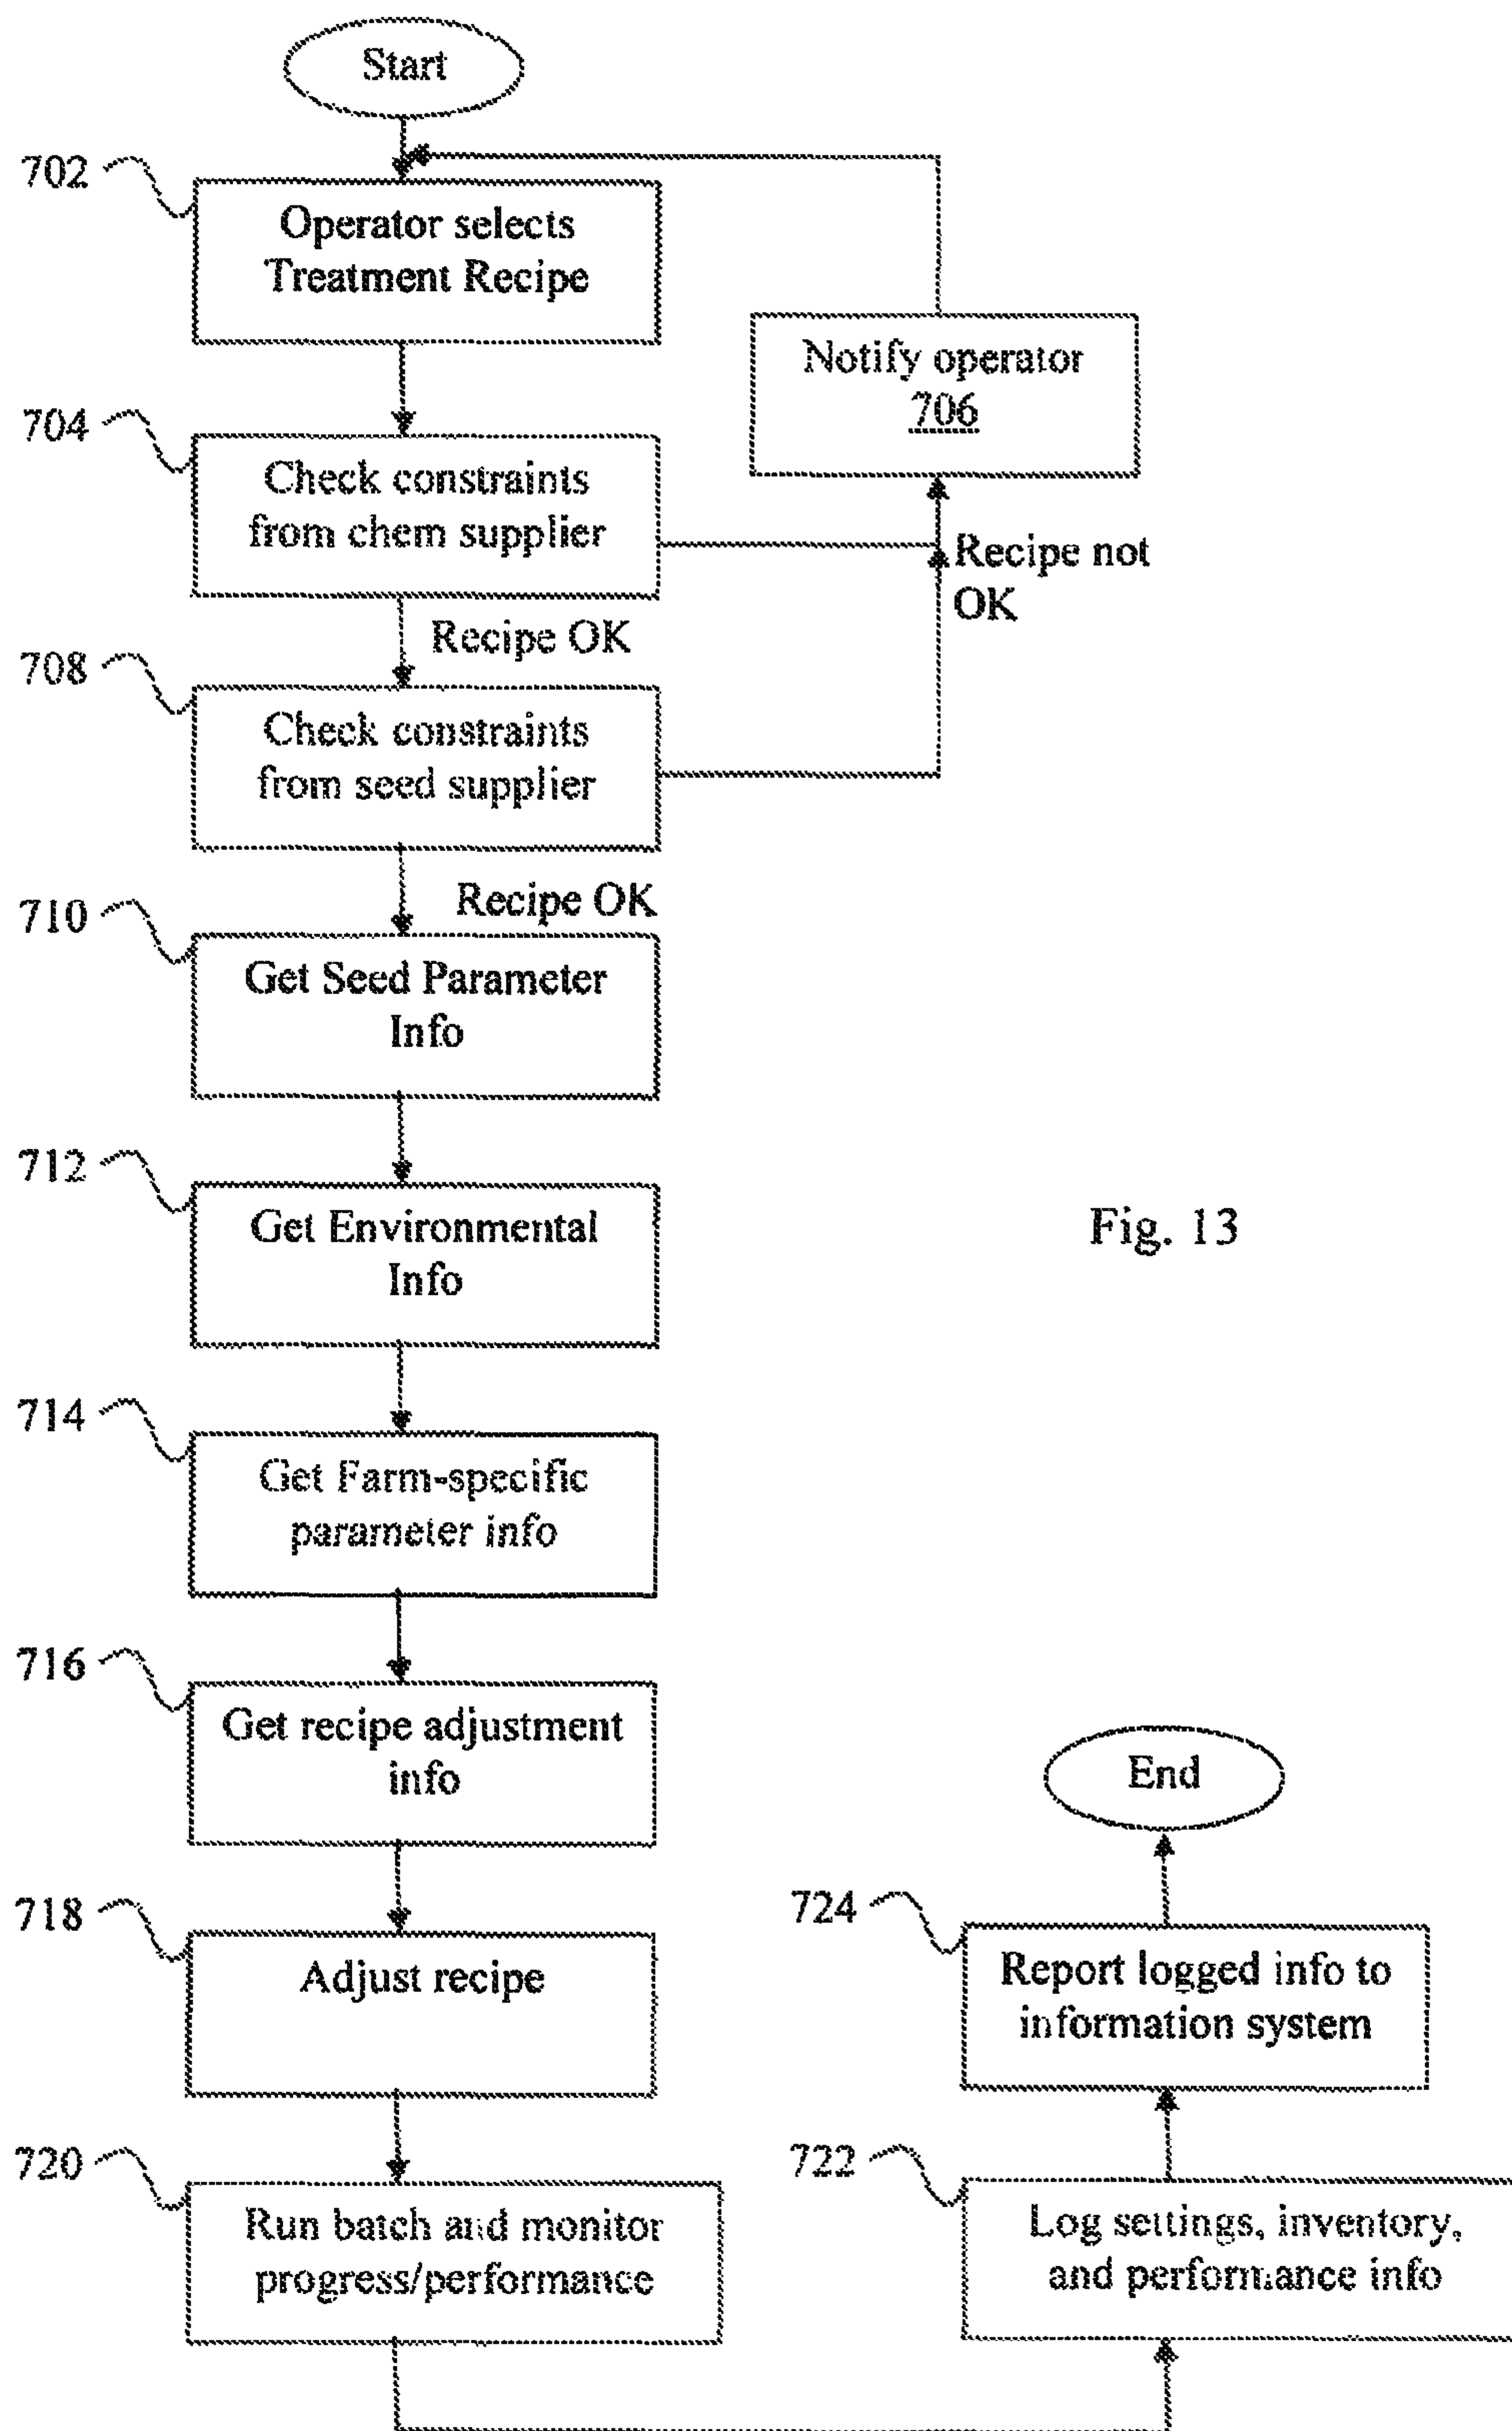 Start
702
Operator selects
Treatment Recipe
Notify operator
706
704
Check constraints
from chem supplier
Recipe not
OK
Recipe OK
708
Check constraints
from seed supplier
Recipe OK
710
Get Seed Parameter
Info
712
Get Environmental
Info
Fig. 13
714
Get Farm-specific
parameter info
716
Get recipe adjustment
info
718
Adjust recipe
720
Run batch and monitor
progress/performance
722
Log settings, inventory,
and performance info
724
Report logged info to
information system
End